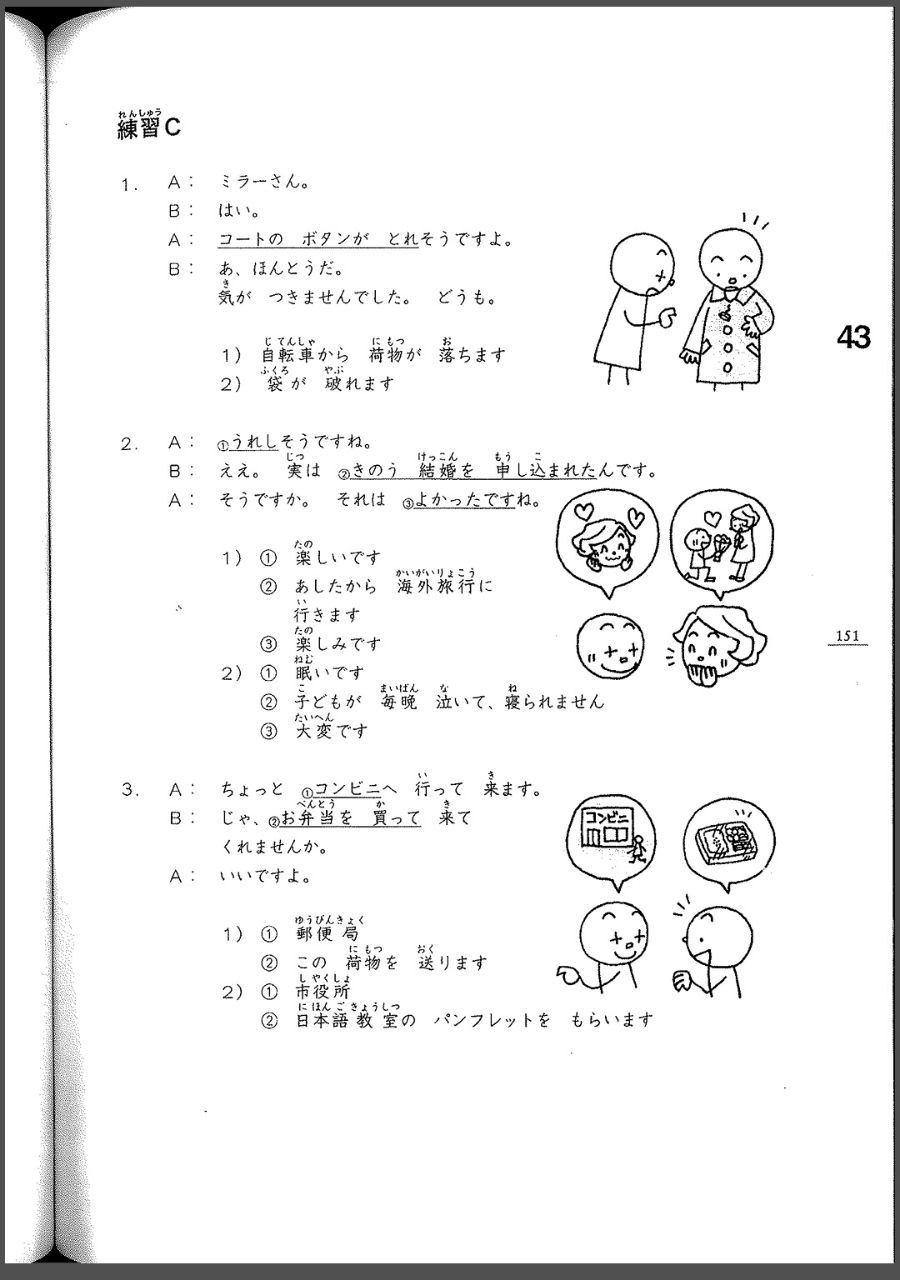 練習C
1. A： ミラーさん。
B： はい。
A： コートの ボタンが とれそうですよ。
B： あ、ほんとうだ。
気が つきませんでした。 どうも。
1） 自転車から 荷物が 落ちます
2） 袋が 破れます
43
2. A： ①うれしそうですね。
B： ええ。 実は ②きのう 結婚を 申し込まれたんです。
A： そうですか。 それは ③よかったですね。
1） ① 楽しいです
② あしたから 海外旅行に
行きます
③ 楽しみです
2） ① 眠いです
② 子どもが 毎晩 泣いて、寝られません
③ 大変です
151
3. A： ちょっと ①コンビニへ 行って 来ます。
B： じゃ、②お弁当を 買って 来て
くれませんか。
A： いいですよ。
コンビニ
1） ① 郵便局
② この 荷物を 送ります
2） ① 市役所
② 日本語教室の パンフレットを もらいます